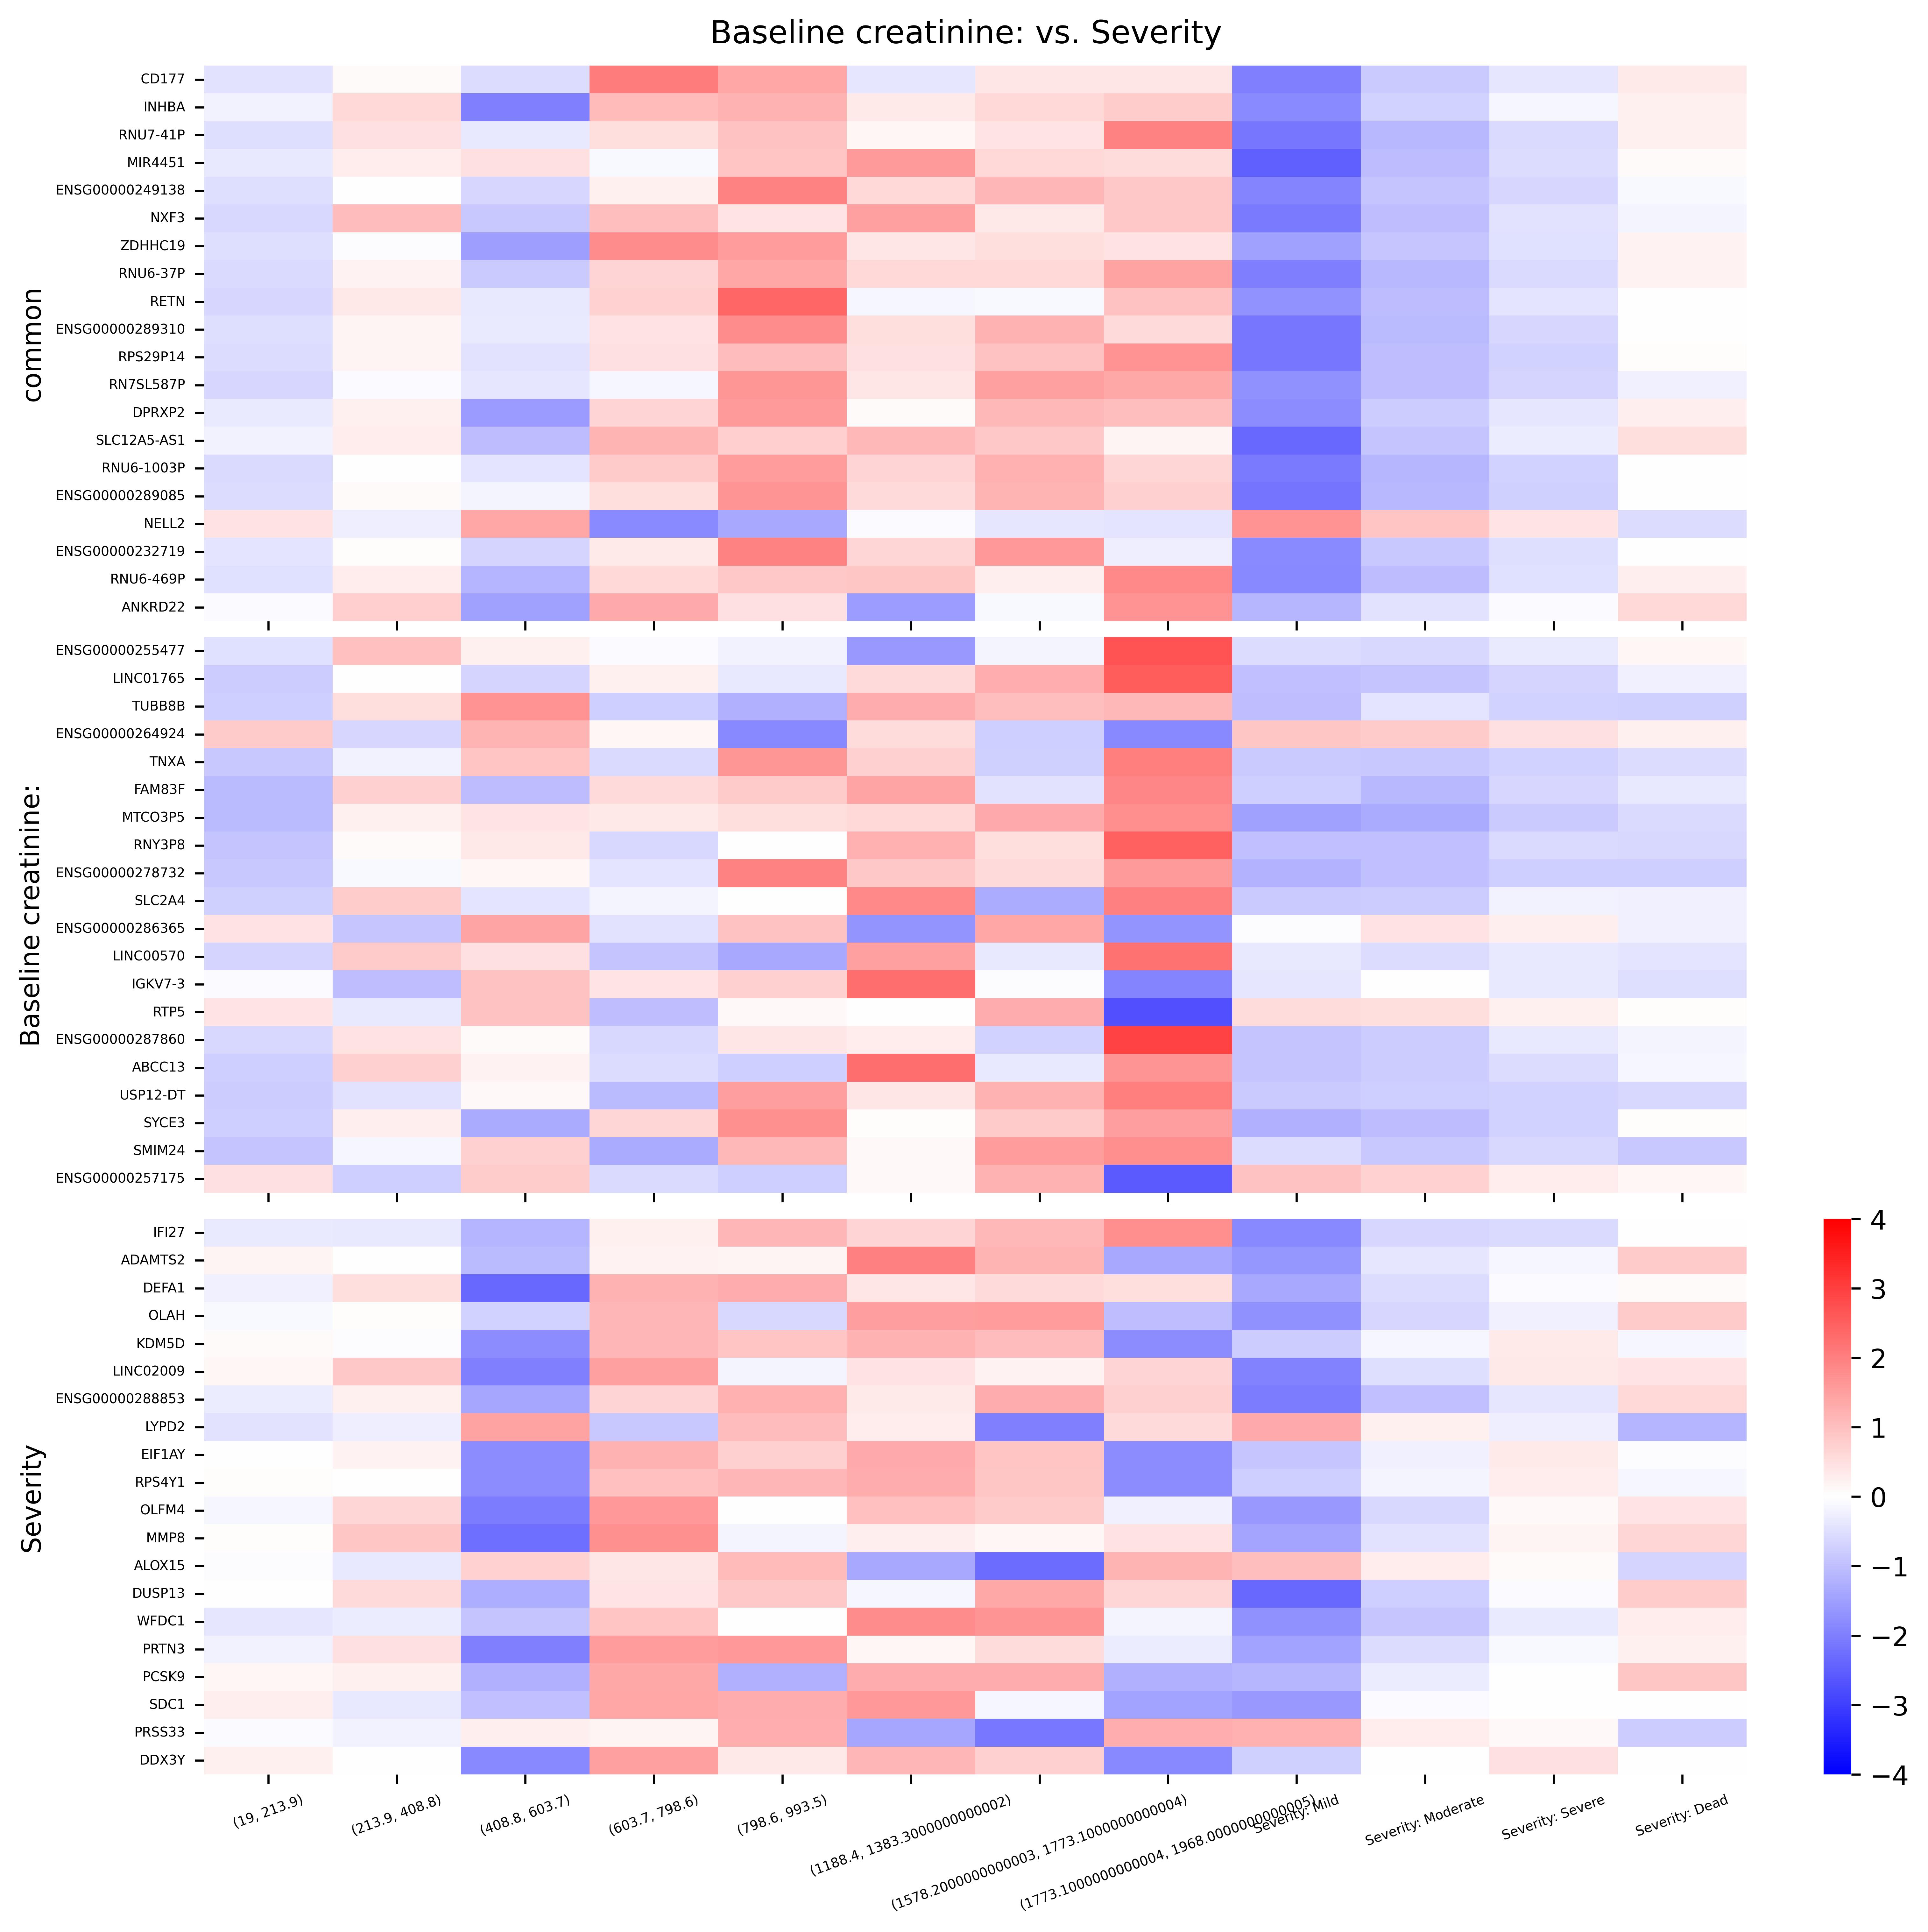 Baseline creatinine: vs. Severity
common
CD177
INHBA
RNU7-41P
MIR4451
ENSG00000249138
NXF3
ZDHHC19
RNU6-37P
RETN
ENSG00000289310
RPS29P14
RN7SL587P
DPRXP2
SLC12A5-AS1
RNU6-1003P
ENSG00000289085
NELL2
ENSG00000232719
RNU6-469P
ANKRD22
Baseline creatinine:
ENSG00000255477
LINC01765
TUBB8B
ENSG00000264924
TNXA
FAM83F
MTCO3P5
RNY3P8
ENSG00000278732
SLC2A4
ENSG00000286365
LINC00570
IGKV7-3
RTP5
ENSG00000287860
ABCC13
USP12-DT
SYCE3
SMIM24
ENSG00000257175
Severity
IFI27
ADAMTS2
DEFA1
OLAH
KDM5D
LINC02009
ENSG00000288853
LYPD2
EIF1AY
RPS4Y1
OLFM4
MMP8
ALOX15
DUSP13
WFDC1
PRTN3
PCSK9
SDC1
PRSS33
DDX3Y
(19, 213.9)
(213.9, 408.8)
(408.8, 603.7)
(603.7, 798.6)
(798.6, 993.5)
(1188.4, 1383.3000000000002)
(1578.2000000000003, 1773.1000000000004)
(1773.1000000000004, 1968.0000000000005)
Severity: Mild
Severity: Moderate
Severity: Severe
Severity: Dead
4
3
2
1
0
−1
−2
−3
−4